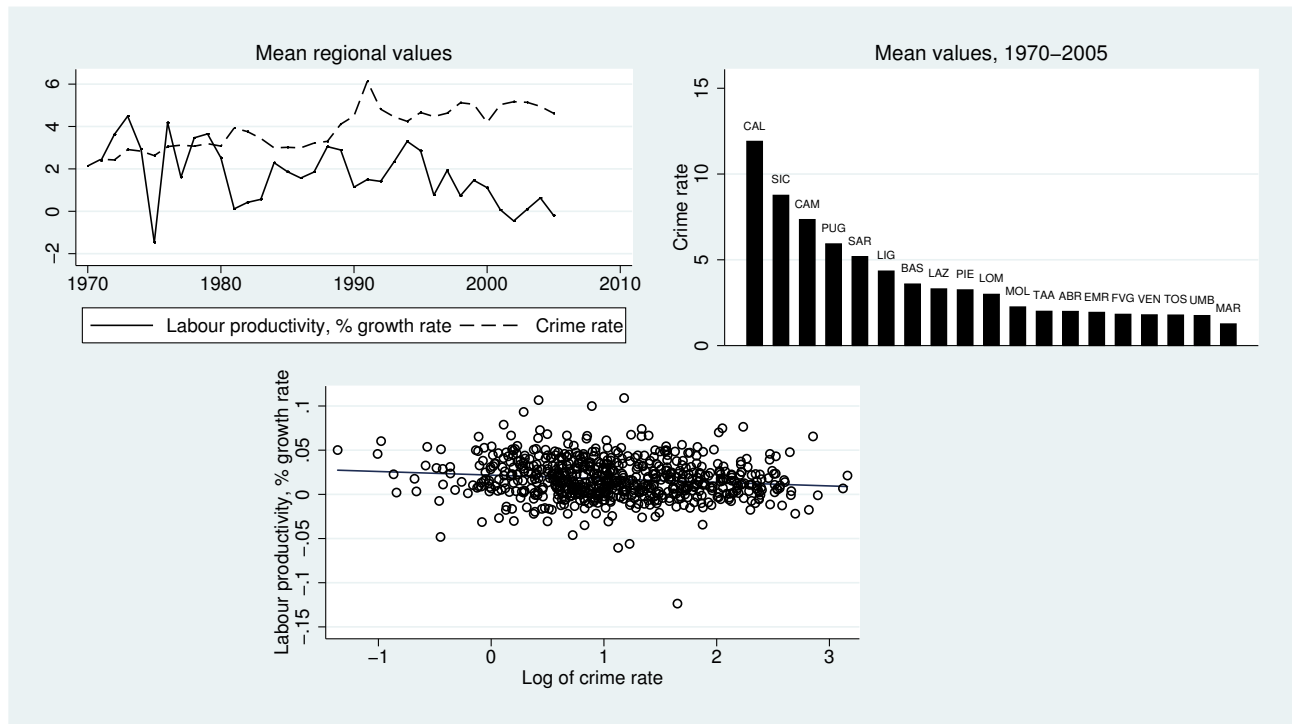 Mean regional values
6
4
2
0
−2
1970 1980 1990 2000 2010
Labour productivity, % growth rate Crime rate
Mean values, 1970−2005
Crime rate
15
10
5
0
CAL
SIC
CAM
PUG
SAR
LIG
BAS
LAZ
PIE
LOM
MOL
TAA
ABR
EMR
FVG
VEN
TOS
UMB
MAR
Labour productivity, % growth rate
.1
.05
0
−.05
−.1
−.15
−1 0 1 2 3
Log of crime rate